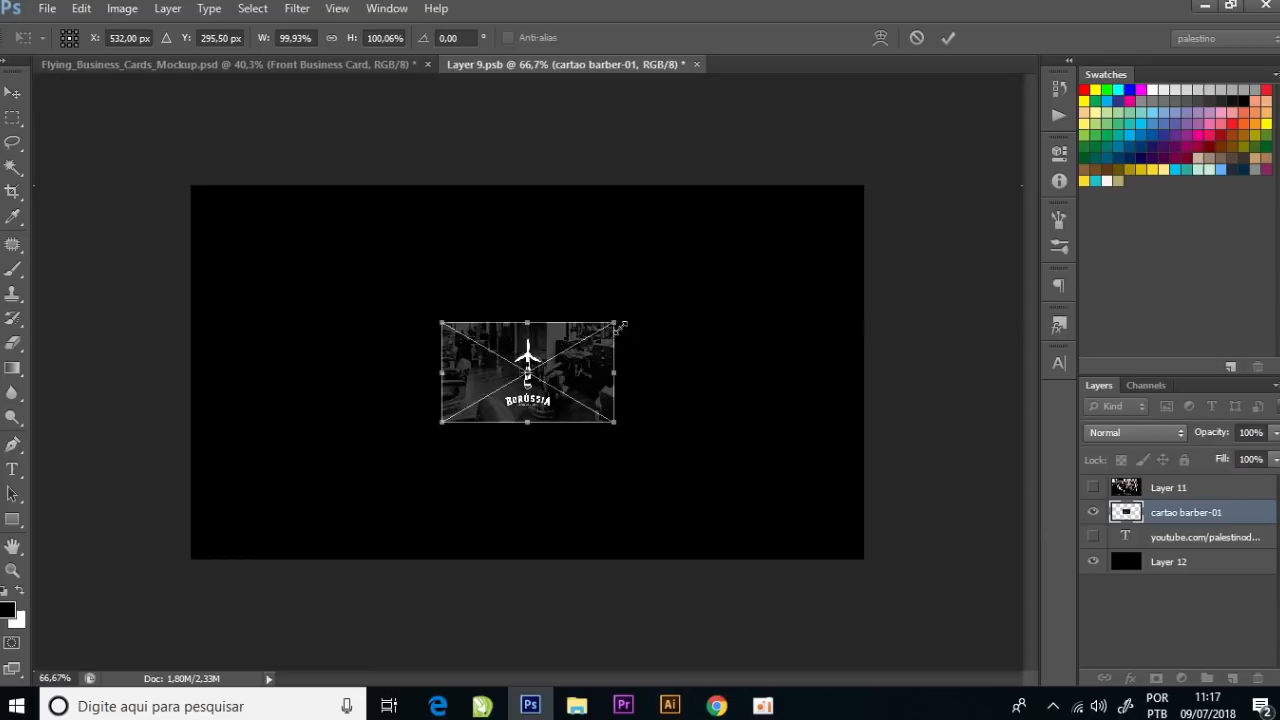 Ps File Edit Image Layer Type Select Filter View Window Help
X: 532,00 px Y: 295,50 px W: 99,93% H: 100,06% 0,00 ° Anti-alias palestino
Flying_Business_Cards_Mockup.psd @ 40,3% (Front Business Card, RGB/8) * × Layer 9.psb @ 66,7% (cartao barber-01, RGB/8) * ×
Swatches
BORÚSSIA
Layers Channels
Kind
Normal Opacity: 100%
Lock: Fill: 100%
Layer 11
cartao barber-01
T youtube.com/palestinod...
Layer 12
66,67% Doc: 1,80M/2,33M
Digite aqui para pesquisar
Ps Pr Ai
POR 11:17
PTB 09/07/2018 2